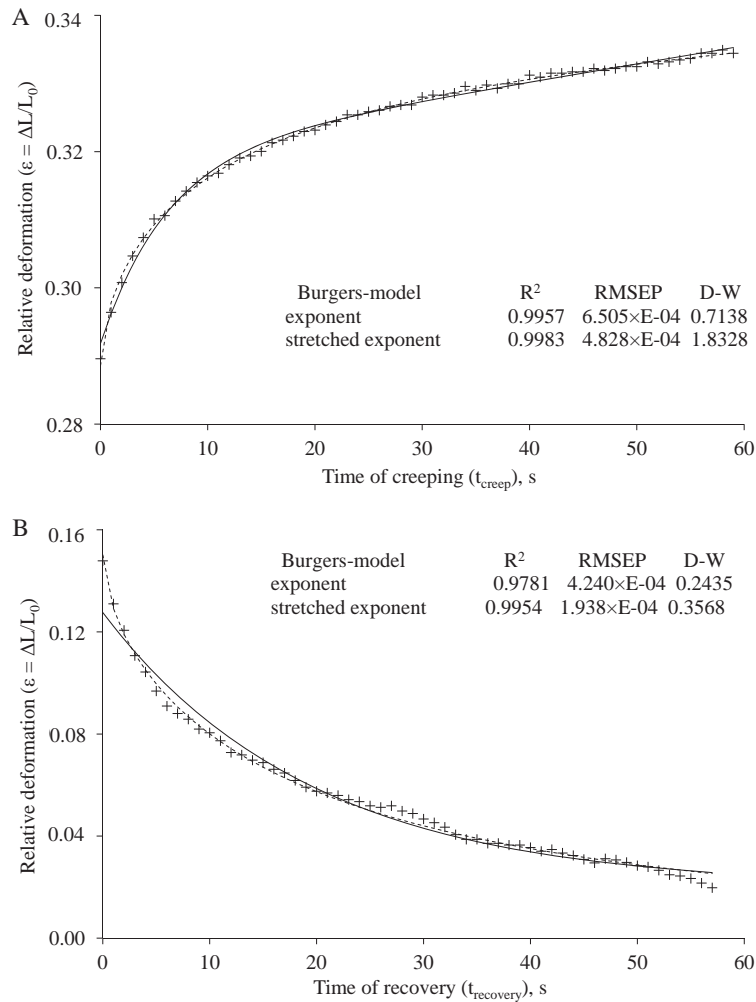 A
Relative deformation (ε = ΔL/L₀)
0.34
0.32
0.30
0.28
Burgers-model R² RMSEP D-W
exponent 0.9957 6.505×E-04 0.7138
stretched exponent 0.9983 4.828×E-04 1.8328
0 10 20 30 40 50 60
Time of creeping (t_creep), s
B
Relative deformation (ε = ΔL/L₀)
0.16
0.12
0.08
0.04
0.00
Burgers-model R² RMSEP D-W
exponent 0.9781 4.240×E-04 0.2435
stretched exponent 0.9954 1.938×E-04 0.3568
0 10 20 30 40 50 60
Time of recovery (t_recovery), s